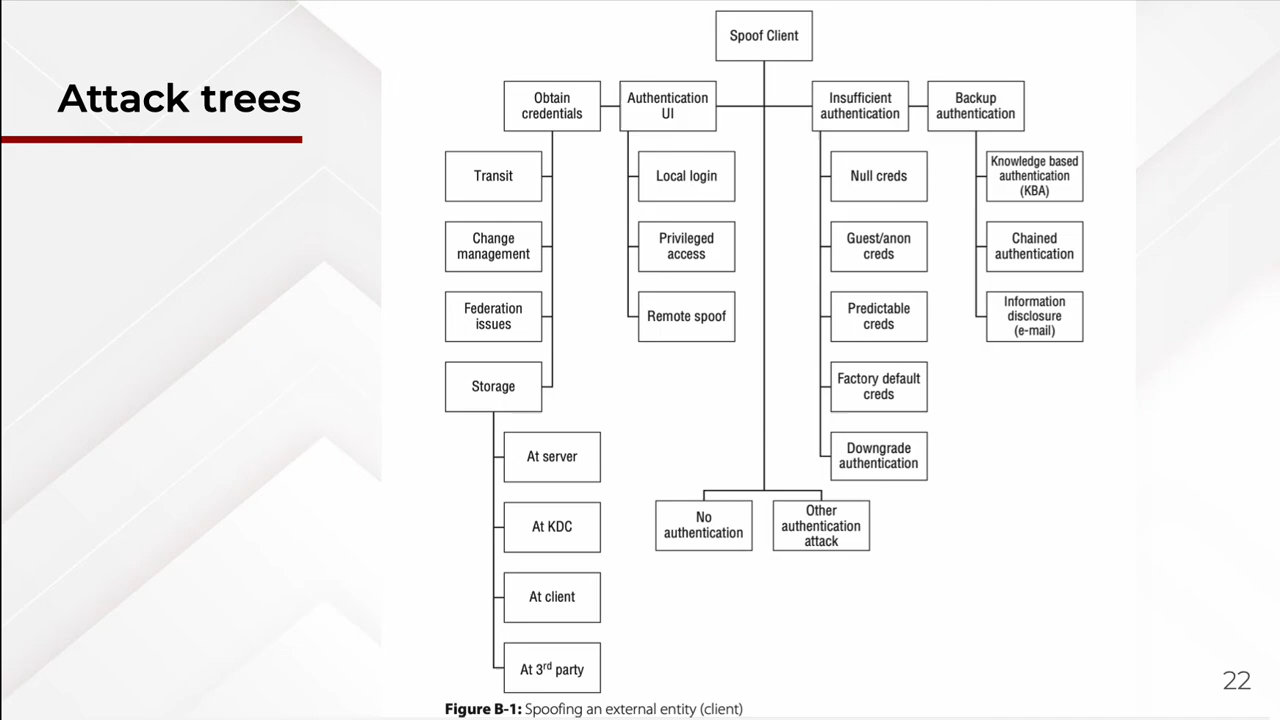 Attack trees
Spoof Client
Obtain
credentials
Authentication
UI
Insufficient
authentication
Backup
authentication
Transit
Change
management
Federation
issues
Storage
At server
At KDC
At client
At 3rd party
Local login
Privileged
access
Remote spoof
Null creds
Guest/anon
creds
Predictable
creds
Factory default
creds
Downgrade
authentication
Knowledge based
authentication
(KBA)
Chained
authentication
Information
disclosure
(e-mail)
No
authentication
Other
authentication
attack
Figure B-1: Spoofing an external entity (client)
22